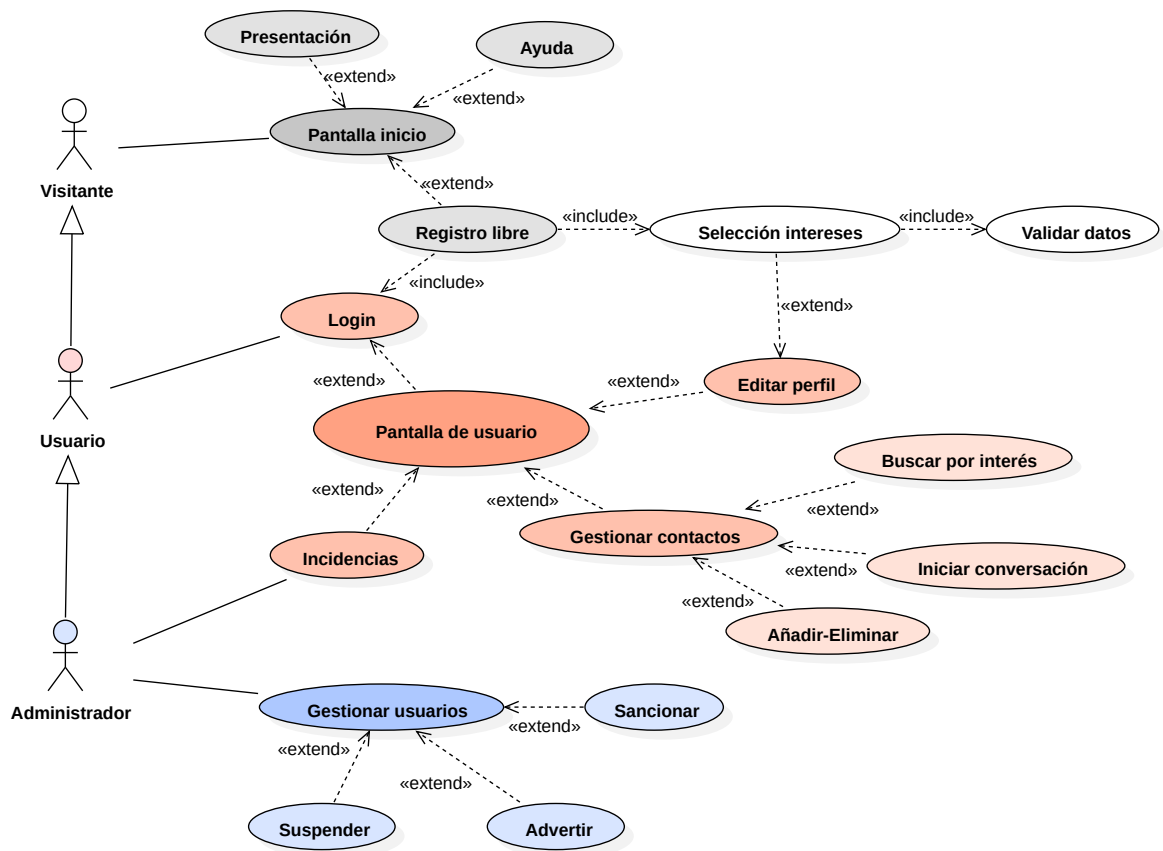 Presentación
Ayuda
«extend»
«extend»
Pantalla inicio
Visitante
«extend»
Registro libre
«include»
Selección intereses
«include»
Validar datos
«include»
«extend»
Login
«extend»
«extend»
Editar perfil
Usuario
Pantalla de usuario
Buscar por interés
«extend»
«extend»
«extend»
Gestionar contactos
Incidencias
«extend»
Iniciar conversación
«extend»
Añadir-Eliminar
Administrador
Gestionar usuarios
Sancionar
«extend»
«extend»
«extend»
Suspender
Advertir